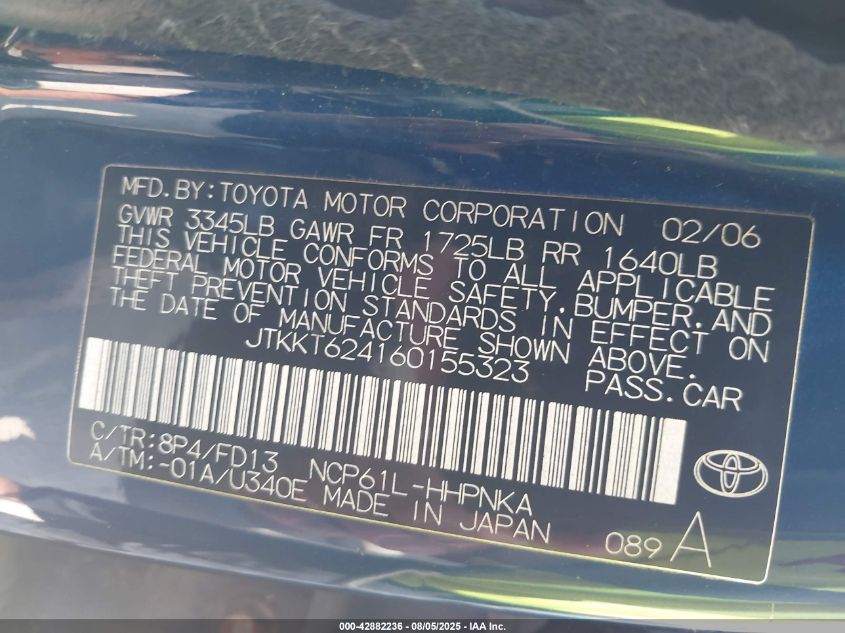 MFD.BY:TOYOTA MOTOR CORPORATION 02/06
GVWR 3345LB GAWR FR 1725LB RR 1640LB
THIS VEHICLE CONFORMS TO ALL APPLICABLE
FEDERAL MOTOR VEHICLE SAFETY,BUMPER,AND
THEFT PREVENTION STANDARDS IN EFFECT ON
THE DATE OF MANUFACTURE SHOWN ABOVE.
JTKKT624160155323 PASS.CAR
C/TR:8P4/FD13 NCP61L-HHPNKA
A/TM:-01A/U340E MADE IN JAPAN 089 A
000-42882236 - 08/05/2025 - IAA Inc.